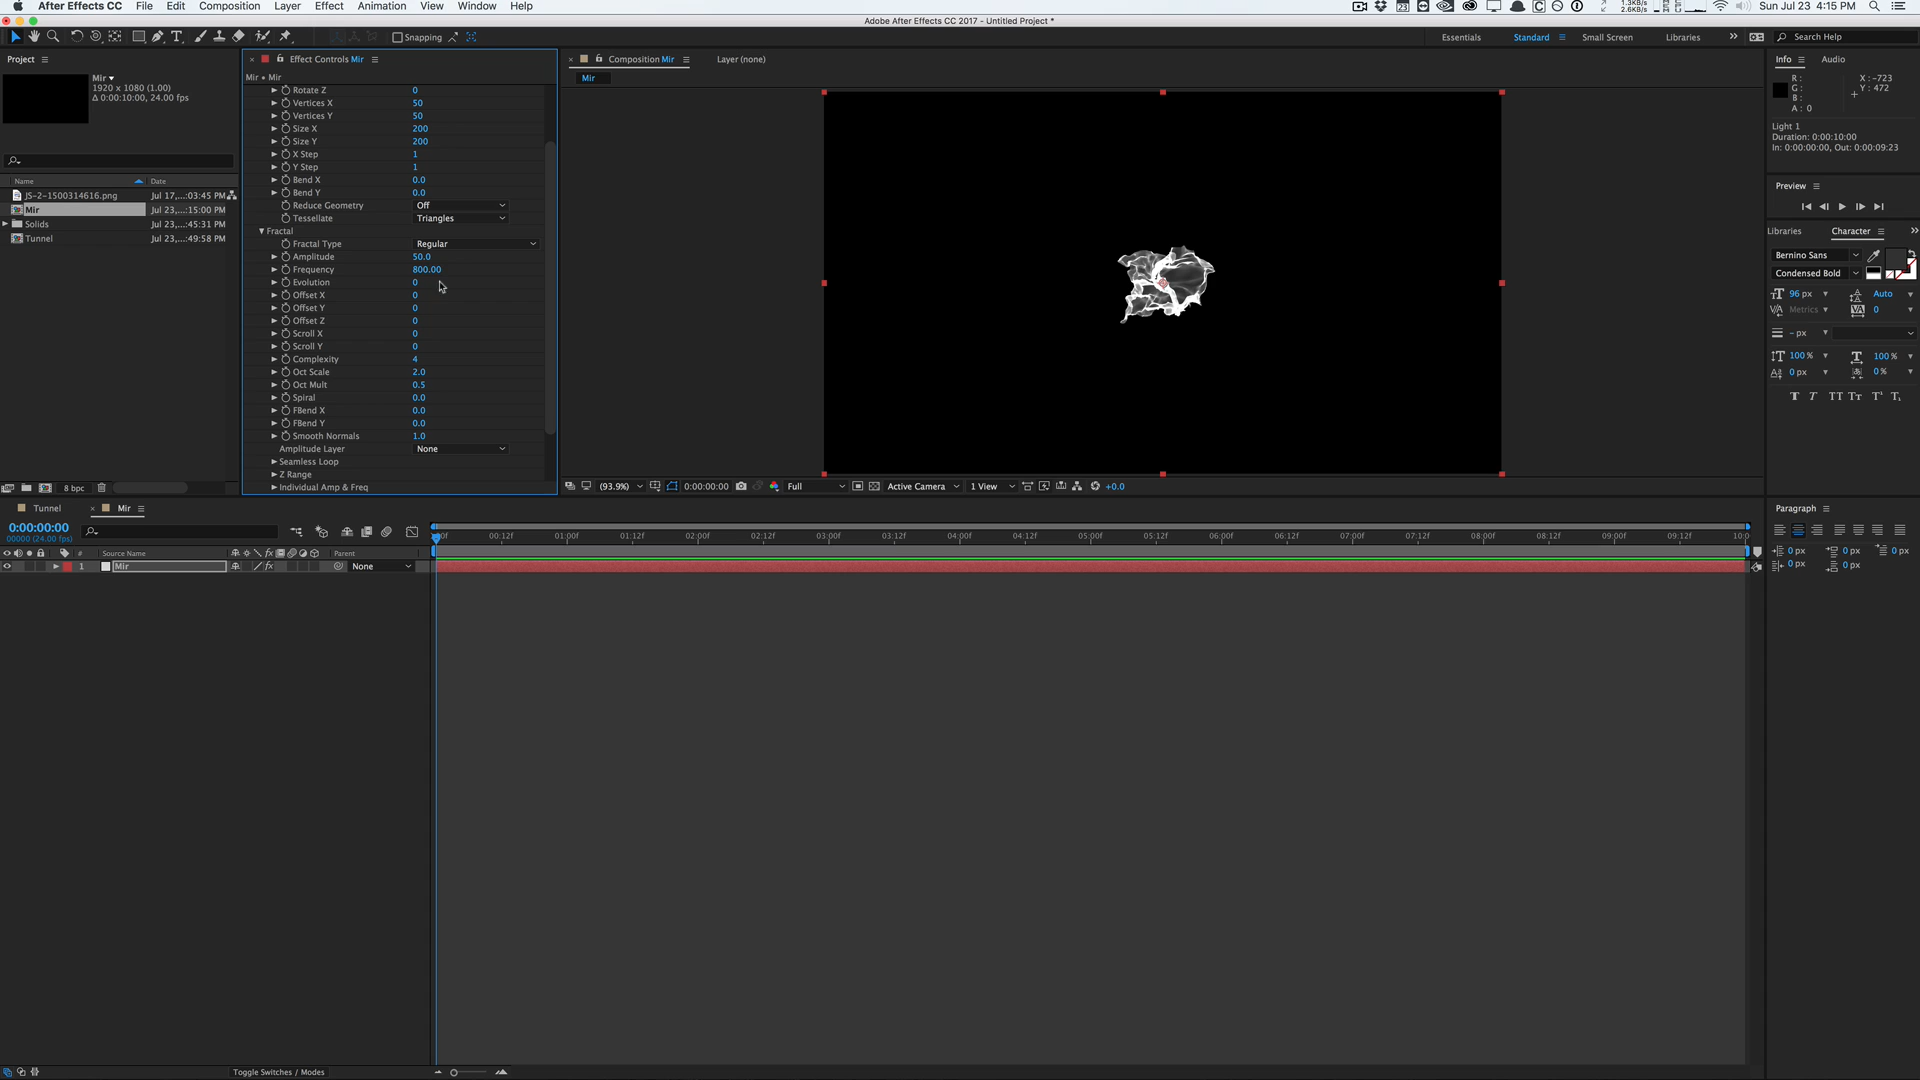 After Effects CC File Edit Composition Layer Effect Animation View Window Help 1.3KB/s 2.6KB/s Sun Jul 23 4:15 PM
Adobe After Effects CC 2017 - Untitled Project *
Snapping Essentials Standard Small Screen Libraries Search Help
Project
Mir
1920 x 1080 (1.00)
Δ 0:00:10:00, 24.00 fps
Name Date
JS-2-1500314616.png Jul 17,...:03:45 PM
Mir Jul 23,...:15:00 PM
Solids Jul 23,...:45:31 PM
Tunnel Jul 23,...:49:58 PM
8 bpc
Effect Controls Mir
Mir • Mir
Rotate Z 0
Vertices X 50
Vertices Y 50
Size X 200
Size Y 200
X Step 1
Y Step 1
Bend X 0.0
Bend Y 0.0
Reduce Geometry Off
Tessellate Triangles
Fractal
Fractal Type Regular
Amplitude 50.0
Frequency 800.00
Evolution 0
Offset X 0
Offset Y 0
Offset Z 0
Scroll X 0
Scroll Y 0
Complexity 4
Oct Scale 2.0
Oct Mult 0.5
Spiral 0.0
FBend X 0.0
FBend Y 0.0
Smooth Normals 1.0
Amplitude Layer None
Seamless Loop
Z Range
Individual Amp & Freq
Composition Mir Layer (none)
Mir
(93.9%) 0:00:00:00 Full Active Camera 1 View +0.0
Info Audio
R : X : -723
G : Y : 472
B :
A : 0
Light 1
Duration: 0:00:10:00
In: 0:00:00:00, Out: 0:00:09:23
Preview
Libraries Character
Bernino Sans
Condensed Bold
96 px Auto
Metrics 0
- px
100 % 100 %
0 px 0 %
T T TT Tt T¹ T₁
Tunnel Mir
0:00:00:00
00000 (24.00 fps)
# Source Name Parent
1 Mir None
:00f 00:12f 01:00f 01:12f 02:00f 02:12f 03:00f 03:12f 04:00f 04:12f 05:00f 05:12f 06:00f 06:12f 07:00f 07:12f 08:00f 08:12f 09:00f 09:12f 10:0
Paragraph
0 px 0 px 0 px
0 px 0 px
Toggle Switches / Modes